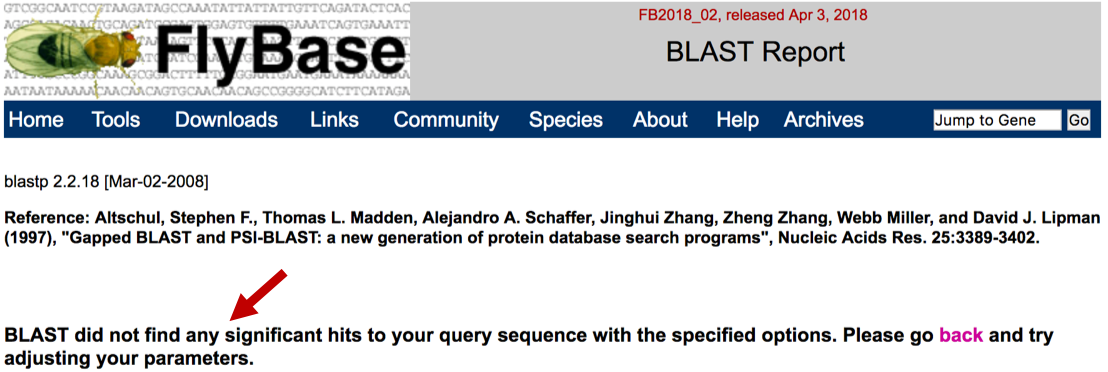 FB2018_02, released Apr 3, 2018
FlyBase
BLAST Report
Home Tools Downloads Links Community Species About Help Archives Jump to Gene Go
blastp 2.2.18 [Mar-02-2008]
Reference: Altschul, Stephen F., Thomas L. Madden, Alejandro A. Schaffer, Jinghui Zhang, Zheng Zhang, Webb Miller, and David J. Lipman
(1997), "Gapped BLAST and PSI-BLAST: a new generation of protein database search programs", Nucleic Acids Res. 25:3389-3402.
BLAST did not find any significant hits to your query sequence with the specified options. Please go back and try
adjusting your parameters.